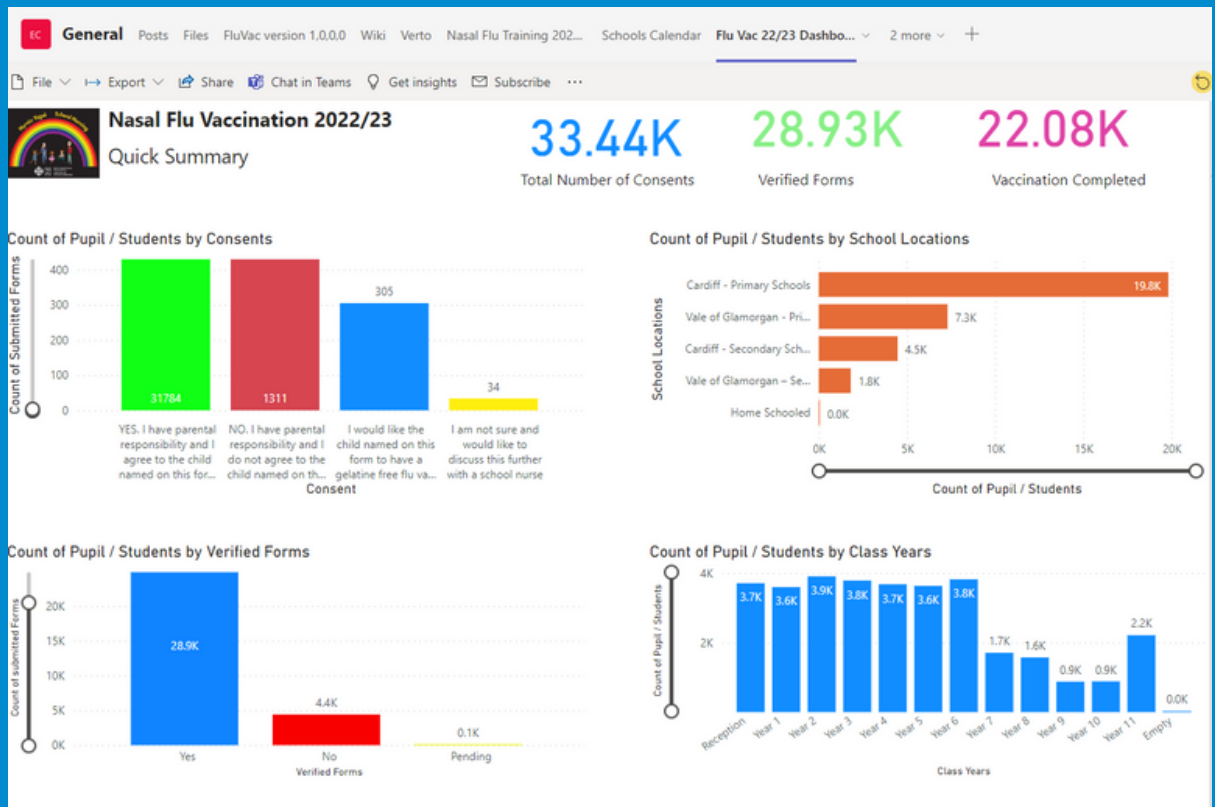 EC General Posts Files FluVac version 1,0,0,0 Wiki Verto Nasal Flu Training 202... Schools Calendar Flu Vac 22/23 Dashbo... 2 more
File Export Share Chat in Teams Get insights Subscribe ...
Nasal Flu Vaccination 2022/23
Quick Summary
33.44K
Total Number of Consents
28.93K
Verified Forms
22.08K
Vaccination Completed
Count of Pupil / Students by Consents
Count of Submitted Forms
400
300
200
100
0
31784
1311
305
34
YES. I have parental
responsibility and I
agree to the child
named on this for...
NO. I have parental
responsibility and I
do not agree to the
child named on th...
I would like the
child named on this
form to have a
gelatine free flu va...
I am not sure and
would like to
discuss this further
with a school nurse
Consent
Count of Pupil / Students by School Locations
School Locations
Cardiff - Primary Schools 19.8K
Vale of Glamorgan - Pri... 7.3K
Cardiff - Secondary Sch... 4.5K
Vale of Glamorgan – Se... 1.8K
Home Schooled 0.0K
0K 5K 10K 15K 20K
Count of Pupil / Students
Count of Pupil / Students by Verified Forms
Count of submitted Forms
20K
15K
10K
5K
0K
28.9K
4.4K
0.1K
Yes No Pending
Verified Forms
Count of Pupil / Students by Class Years
Count of Pupil / Students
4K
2K
3.7K 3.6K 3.9K 3.8K 3.7K 3.6K 3.8K 1.7K 1.6K 0.9K 0.9K 2.2K 0.0K
Reception Year 1 Year 2 Year 3 Year 4 Year 5 Year 6 Year 7 Year 8 Year 9 Year 10 Year 11 Empty
Class Years